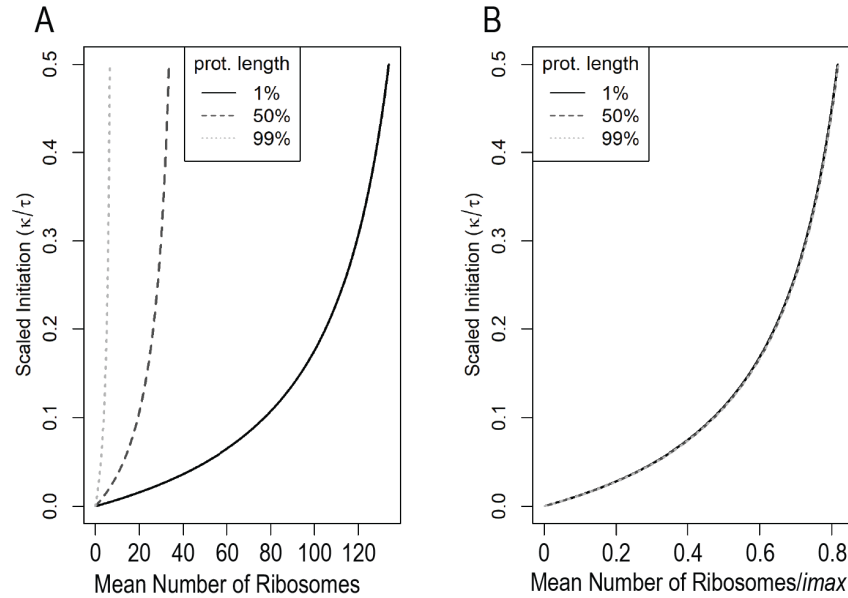 A
prot. length
1%
50%
99%
Scaled Initiation (κ/τ)
0.0
0.1
0.2
0.3
0.4
0.5
0 20 40 60 80 100 120
Mean Number of Ribosomes
B
prot. length
1%
50%
99%
Scaled Initiation (κ/τ)
0.0
0.1
0.2
0.3
0.4
0.5
0 0.2 0.4 0.6 0.8
Mean Number of Ribosomes/imax